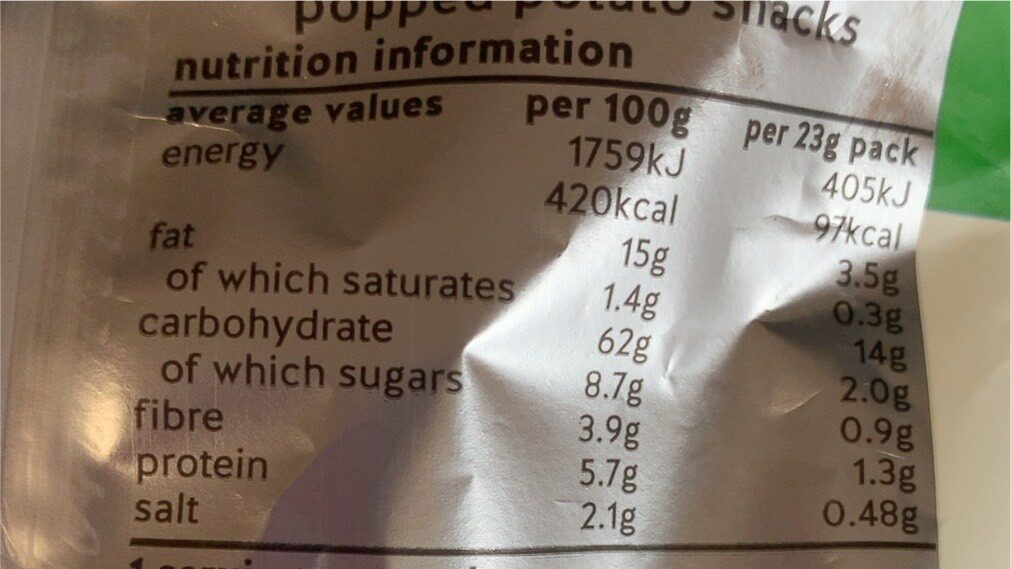 popped potato snacks
nutrition information
average values per 100g per 23g pack
energy 1759kJ 405kJ
420kcal 97kcal
fat 15g 3.5g
of which saturates 1.4g 0.3g
carbohydrate 62g 14g
of which sugars 8.7g 2.0g
fibre 3.9g 0.9g
protein 5.7g 1.3g
salt 2.1g 0.48g